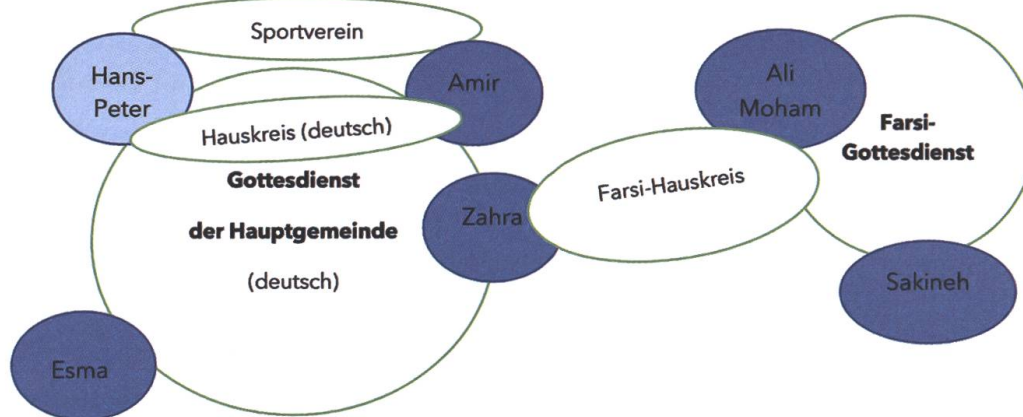 Sportverein
Hans-
Peter
Amir
Hauskreis (deutsch)
Gottesdienst
der Hauptgemeinde
(deutsch)
Zahra
Esma
Farsi-Hauskreis
Ali
Moham
Farsi-
Gottesdienst
Sakineh